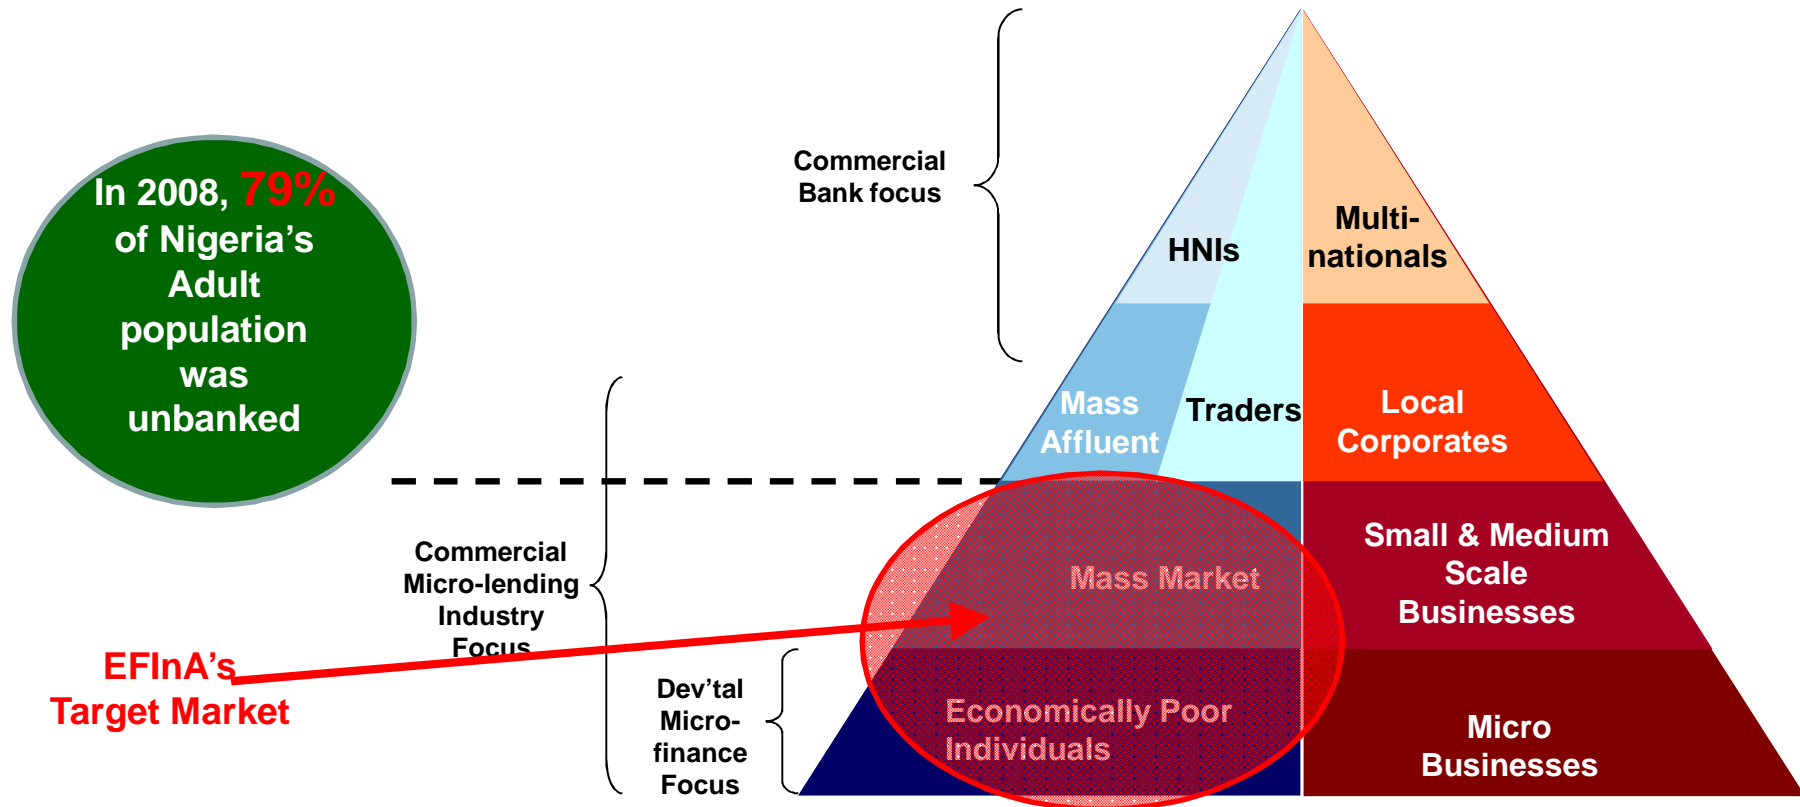 In 2008, 79%
of Nigeria’s
Adult
population
was
unbanked
Commercial
Bank focus
HNIs
Multi-
nationals
Mass
Affluent
Traders
Local
Corporates
Commercial
Micro-lending
Industry
Focus
Mass Market
Small & Medium
Scale
Businesses
EFInA’s
Target Market
Dev’tal
Micro-
finance
Focus
Economically Poor
Individuals
Micro
Businesses